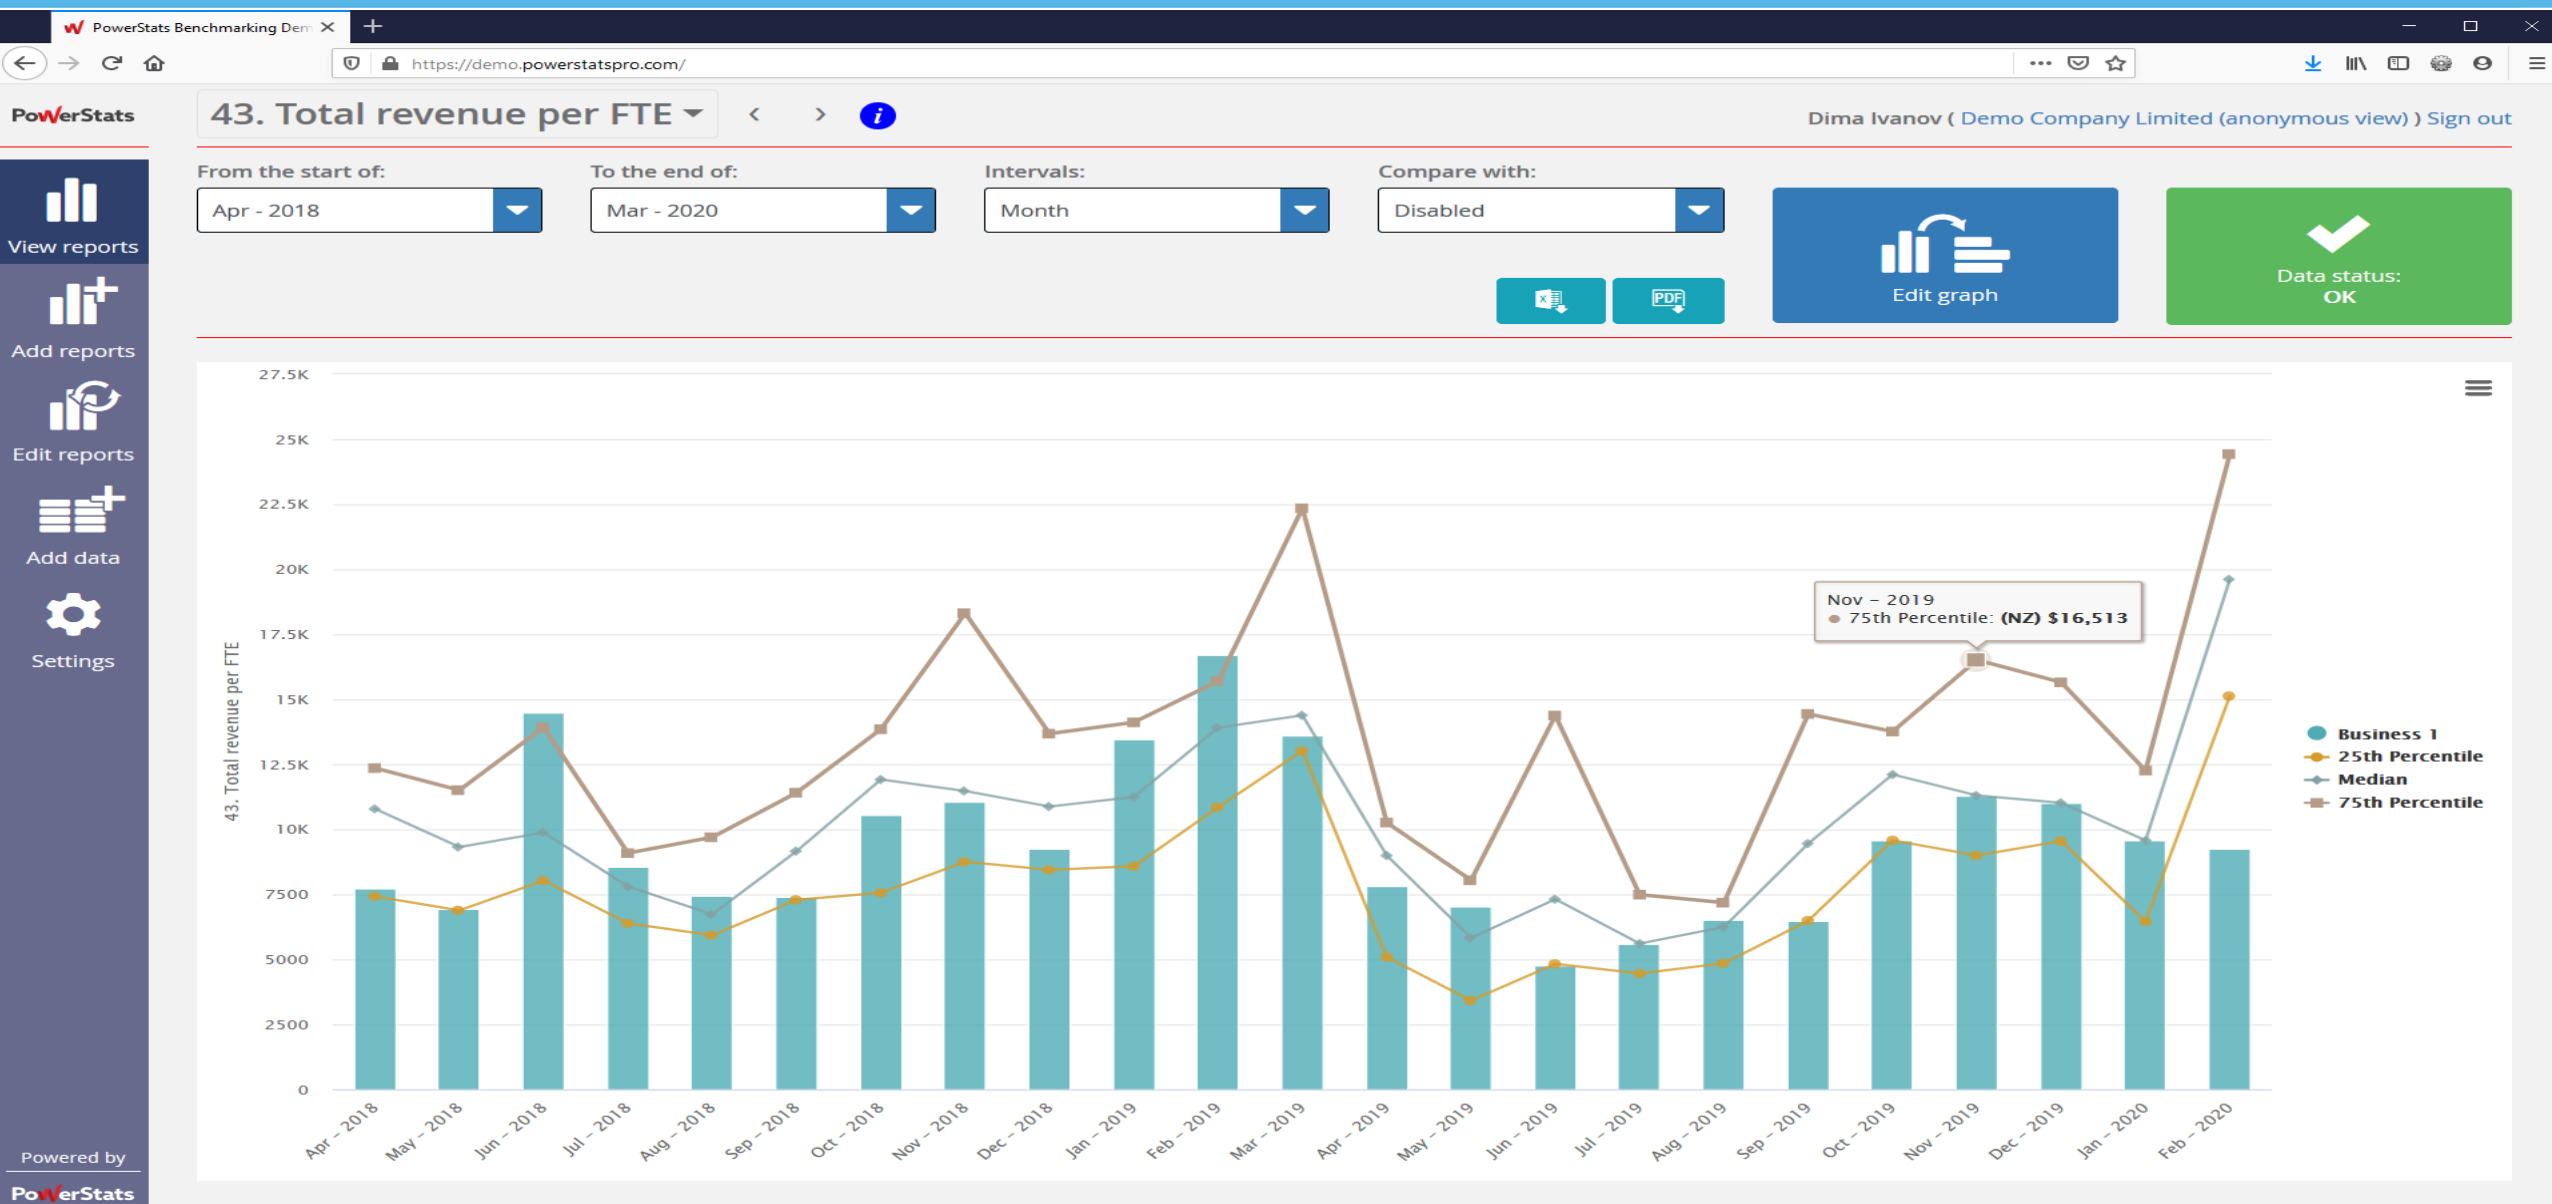 PowerStats Benchmarking Dem
https://demo.powerstatspro.com/
PowerStats
43. Total revenue per FTE
i
Dima Ivanov ( Demo Company Limited (anonymous view) ) Sign out
From the start of:
To the end of:
Intervals:
Compare with:
Apr - 2018
Mar - 2020
Month
Disabled
PDF
Edit graph
Data status:
OK
View reports
Add reports
Edit reports
Add data
Settings
Powered by
PowerStats
43. Total revenue per FTE
27.5K
25K
22.5K
20K
17.5K
15K
12.5K
10K
7500
5000
2500
0
Nov – 2019
75th Percentile: (NZ) $16,513
Business 1
25th Percentile
Median
75th Percentile
Apr – 2018
May – 2018
Jun – 2018
Jul – 2018
Aug – 2018
Sep – 2018
Oct – 2018
Nov – 2018
Dec – 2018
Jan – 2019
Feb – 2019
Mar – 2019
Apr – 2019
May – 2019
Jun – 2019
Jul – 2019
Aug – 2019
Sep – 2019
Oct – 2019
Nov – 2019
Dec – 2019
Jan – 2020
Feb – 2020